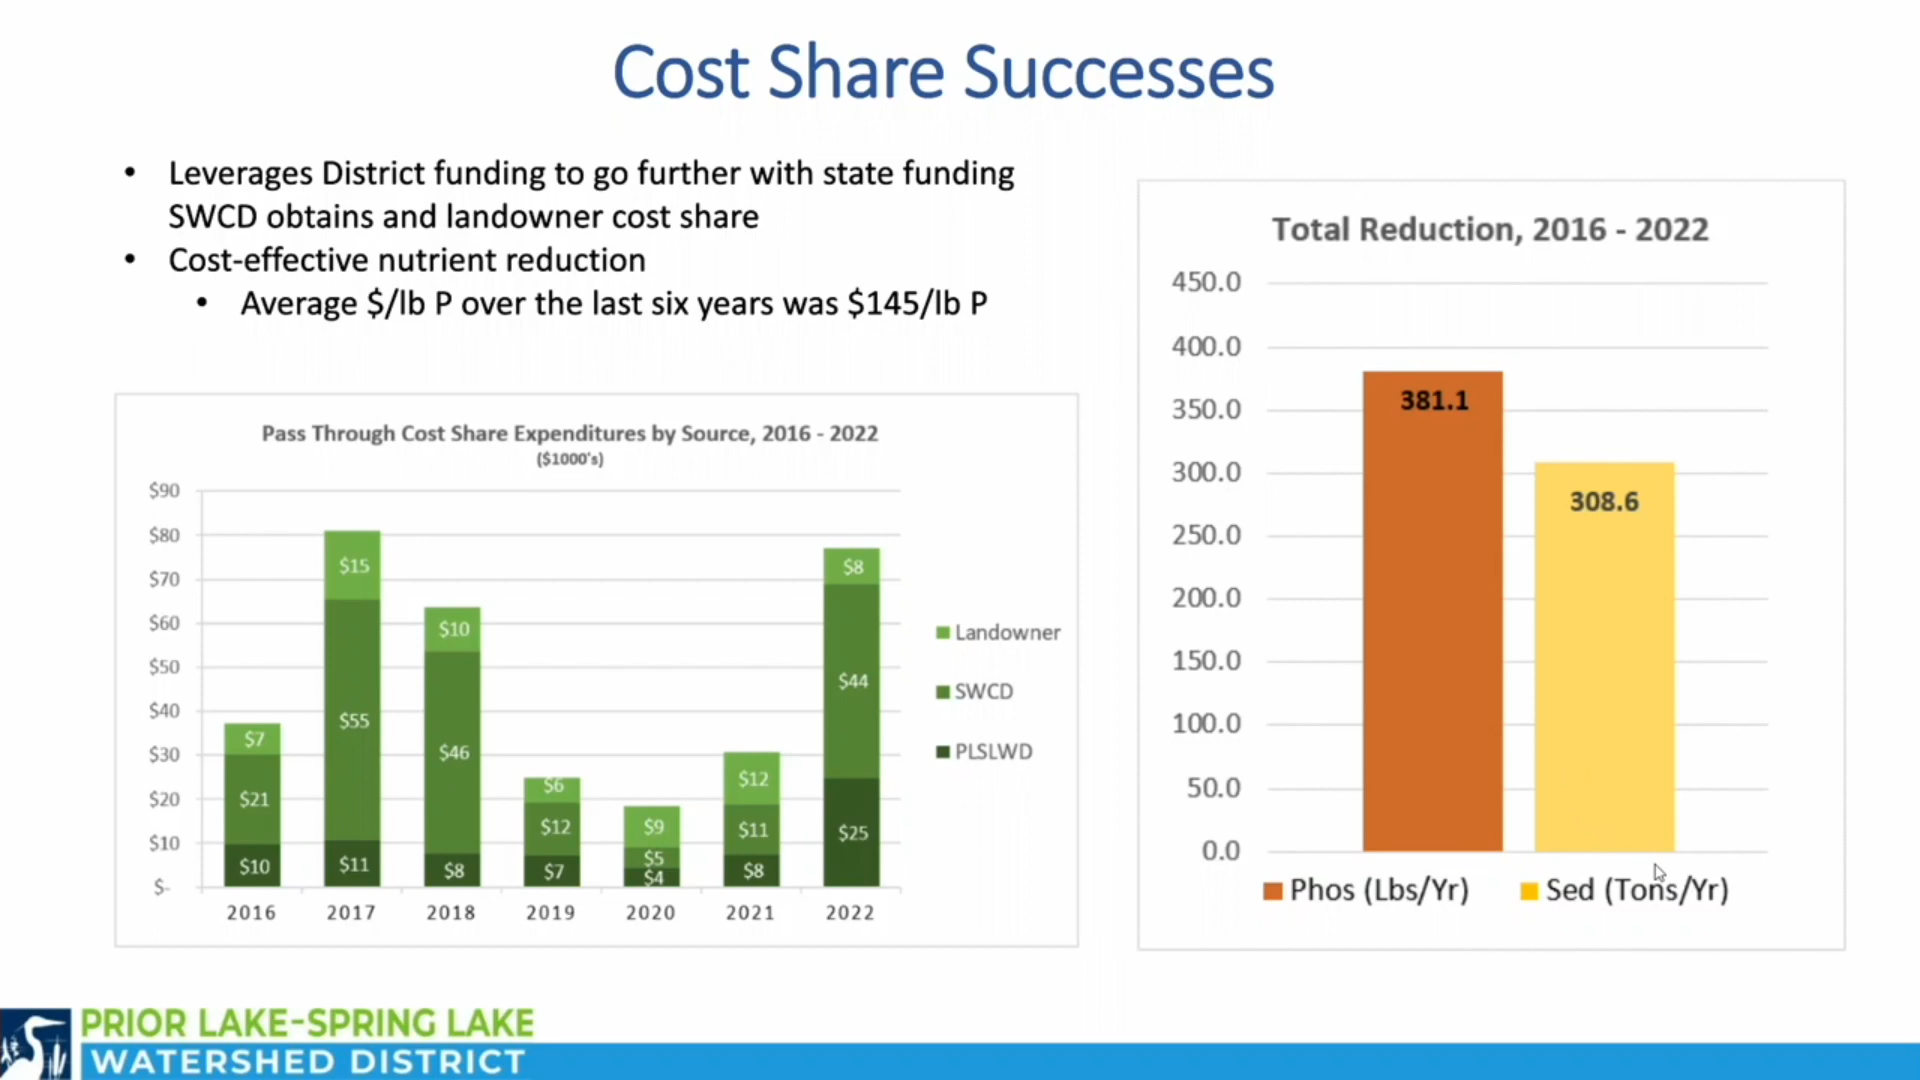 Cost Share Successes
• Leverages District funding to go further with state funding
SWCD obtains and landowner cost share
• Cost-effective nutrient reduction
• Average $/lb P over the last six years was $145/lb P
Pass Through Cost Share Expenditures by Source, 2016 - 2022
($1000's)
$90
$80
$70
$60
$50
$40
$30
$20
$10
$-
$7
$21
$10
$15
$55
$11
$10
$46
$8
$6
$12
$7
$9
$5
$4
$12
$11
$8
$8
$44
$25
2016 2017 2018 2019 2020 2021 2022
Landowner
SWCD
PLSLWD
Total Reduction, 2016 - 2022
450.0
400.0
350.0
300.0
250.0
200.0
150.0
100.0
50.0
0.0
381.1
308.6
Phos (Lbs/Yr) Sed (Tons/Yr)
PRIOR LAKE-SPRING LAKE
WATERSHED DISTRICT